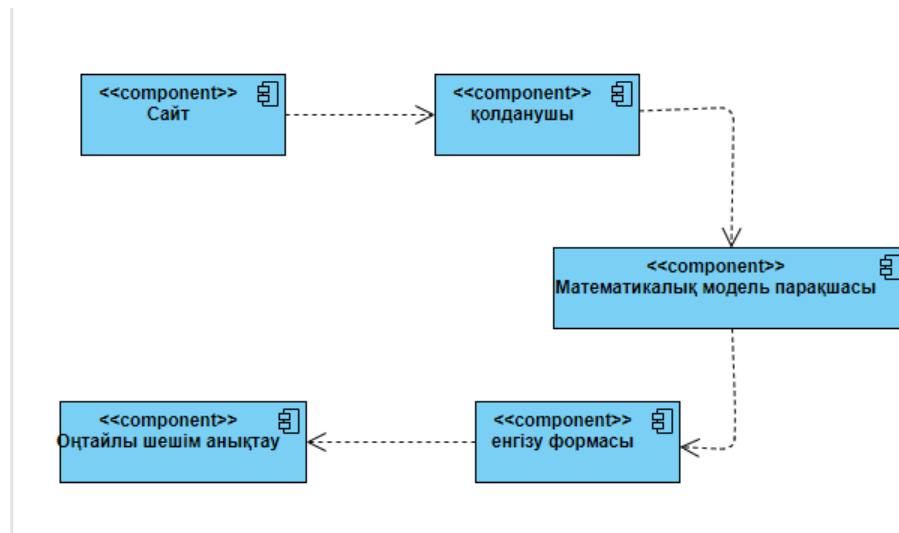 <<component>>
Сайт
<<component>>
қолданушы
<<component>>
Математикалық модель парақшасы
<<component>>
Оңтайлы шешім анықтау
<<component>>
енгізу формасы